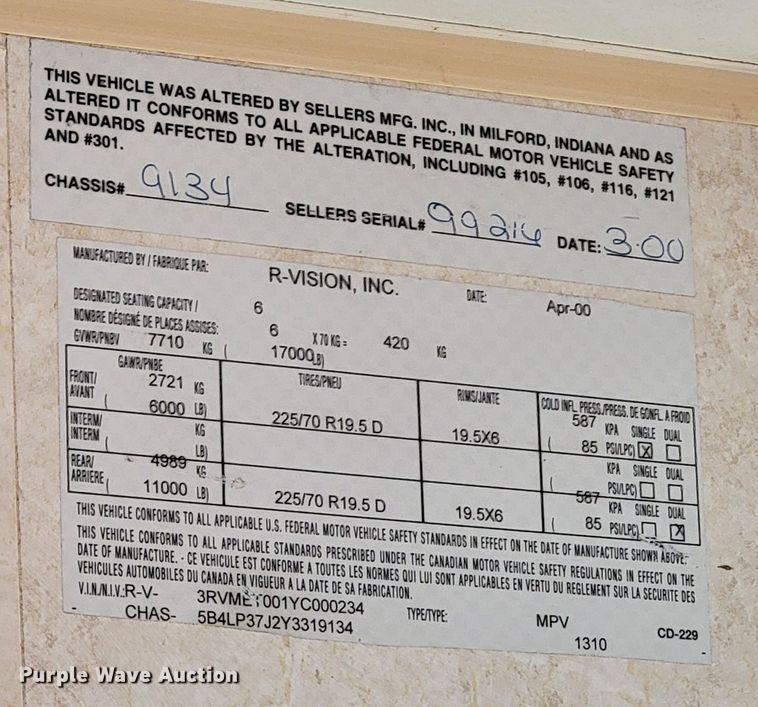 THIS VEHICLE WAS ALTERED BY SELLERS MFG. INC., IN MILFORD, INDIANA AND AS
ALTERED IT CONFORMS TO ALL APPLICABLE FEDERAL MOTOR VEHICLE SAFETY
STANDARDS AFFECTED BY THE ALTERATION, INCLUDING #105, #106, #116, #121
AND #301.
CHASSIS# 9134 SELLERS SERIAL# 99214 DATE: 3-00
MANUFACTURED BY / FABRIQUE PAR: R-VISION, INC. DATE: Apr-00
DESIGNATED SEATING CAPACITY / 6
NOMBRE DÉSIGNÉ DE PLACES ASSISES: 6 X 70 KG = 420 KG
GVWR/PNBV 7710 KG ( 17000 LB)
GAWR/PNBE TIRES/PNEU RIMS/JANTE COLD INFL. PRESS./PRESS. DE GONFL. A FROID
FRONT/ 2721 KG 587 KPA SINGLE DUAL
AVANT ( 6000 LB) 225/70 R19.5 D 19.5X6 ( 85 PSI/LPC) X
INTERM/ KG KPA SINGLE DUAL
INTERM ( LB) ( PSI/LPC)
REAR/ 4989 KG 587 KPA SINGLE DUAL
ARRIERE ( 11000 LB) 225/70 R19.5 D 19.5X6 ( 85 PSI/LPC) X
THIS VEHICLE CONFORMS TO ALL APPLICABLE U.S. FEDERAL MOTOR VEHICLE SAFETY STANDARDS IN EFFECT ON THE DATE OF MANUFACTURE SHOWN ABOVE.
THIS VEHICLE CONFORMS TO ALL APPLICABLE STANDARDS PRESCRIBED UNDER THE CANADIAN MOTOR VEHICLE SAFETY REGULATIONS IN EFFECT ON THE
DATE OF MANUFACTURE. - CE VEHICULE EST CONFORME A TOUTES LES NORMES QUI LUI SONT APPLICABLES EN VERTU DU REGLEMENT SUR LA SECURITE DES
VEHICULES AUTOMOBILES DU CANADA EN VIGUEUR A LA DATE DE SA FABRICATION.
V.I.N./N.I.V.: R-V- 3RVMET001YC000234 TYPE/TYPE: MPV
CHAS- 5B4LP37J2Y3319134 1310 CD-229
Purple Wave Auction